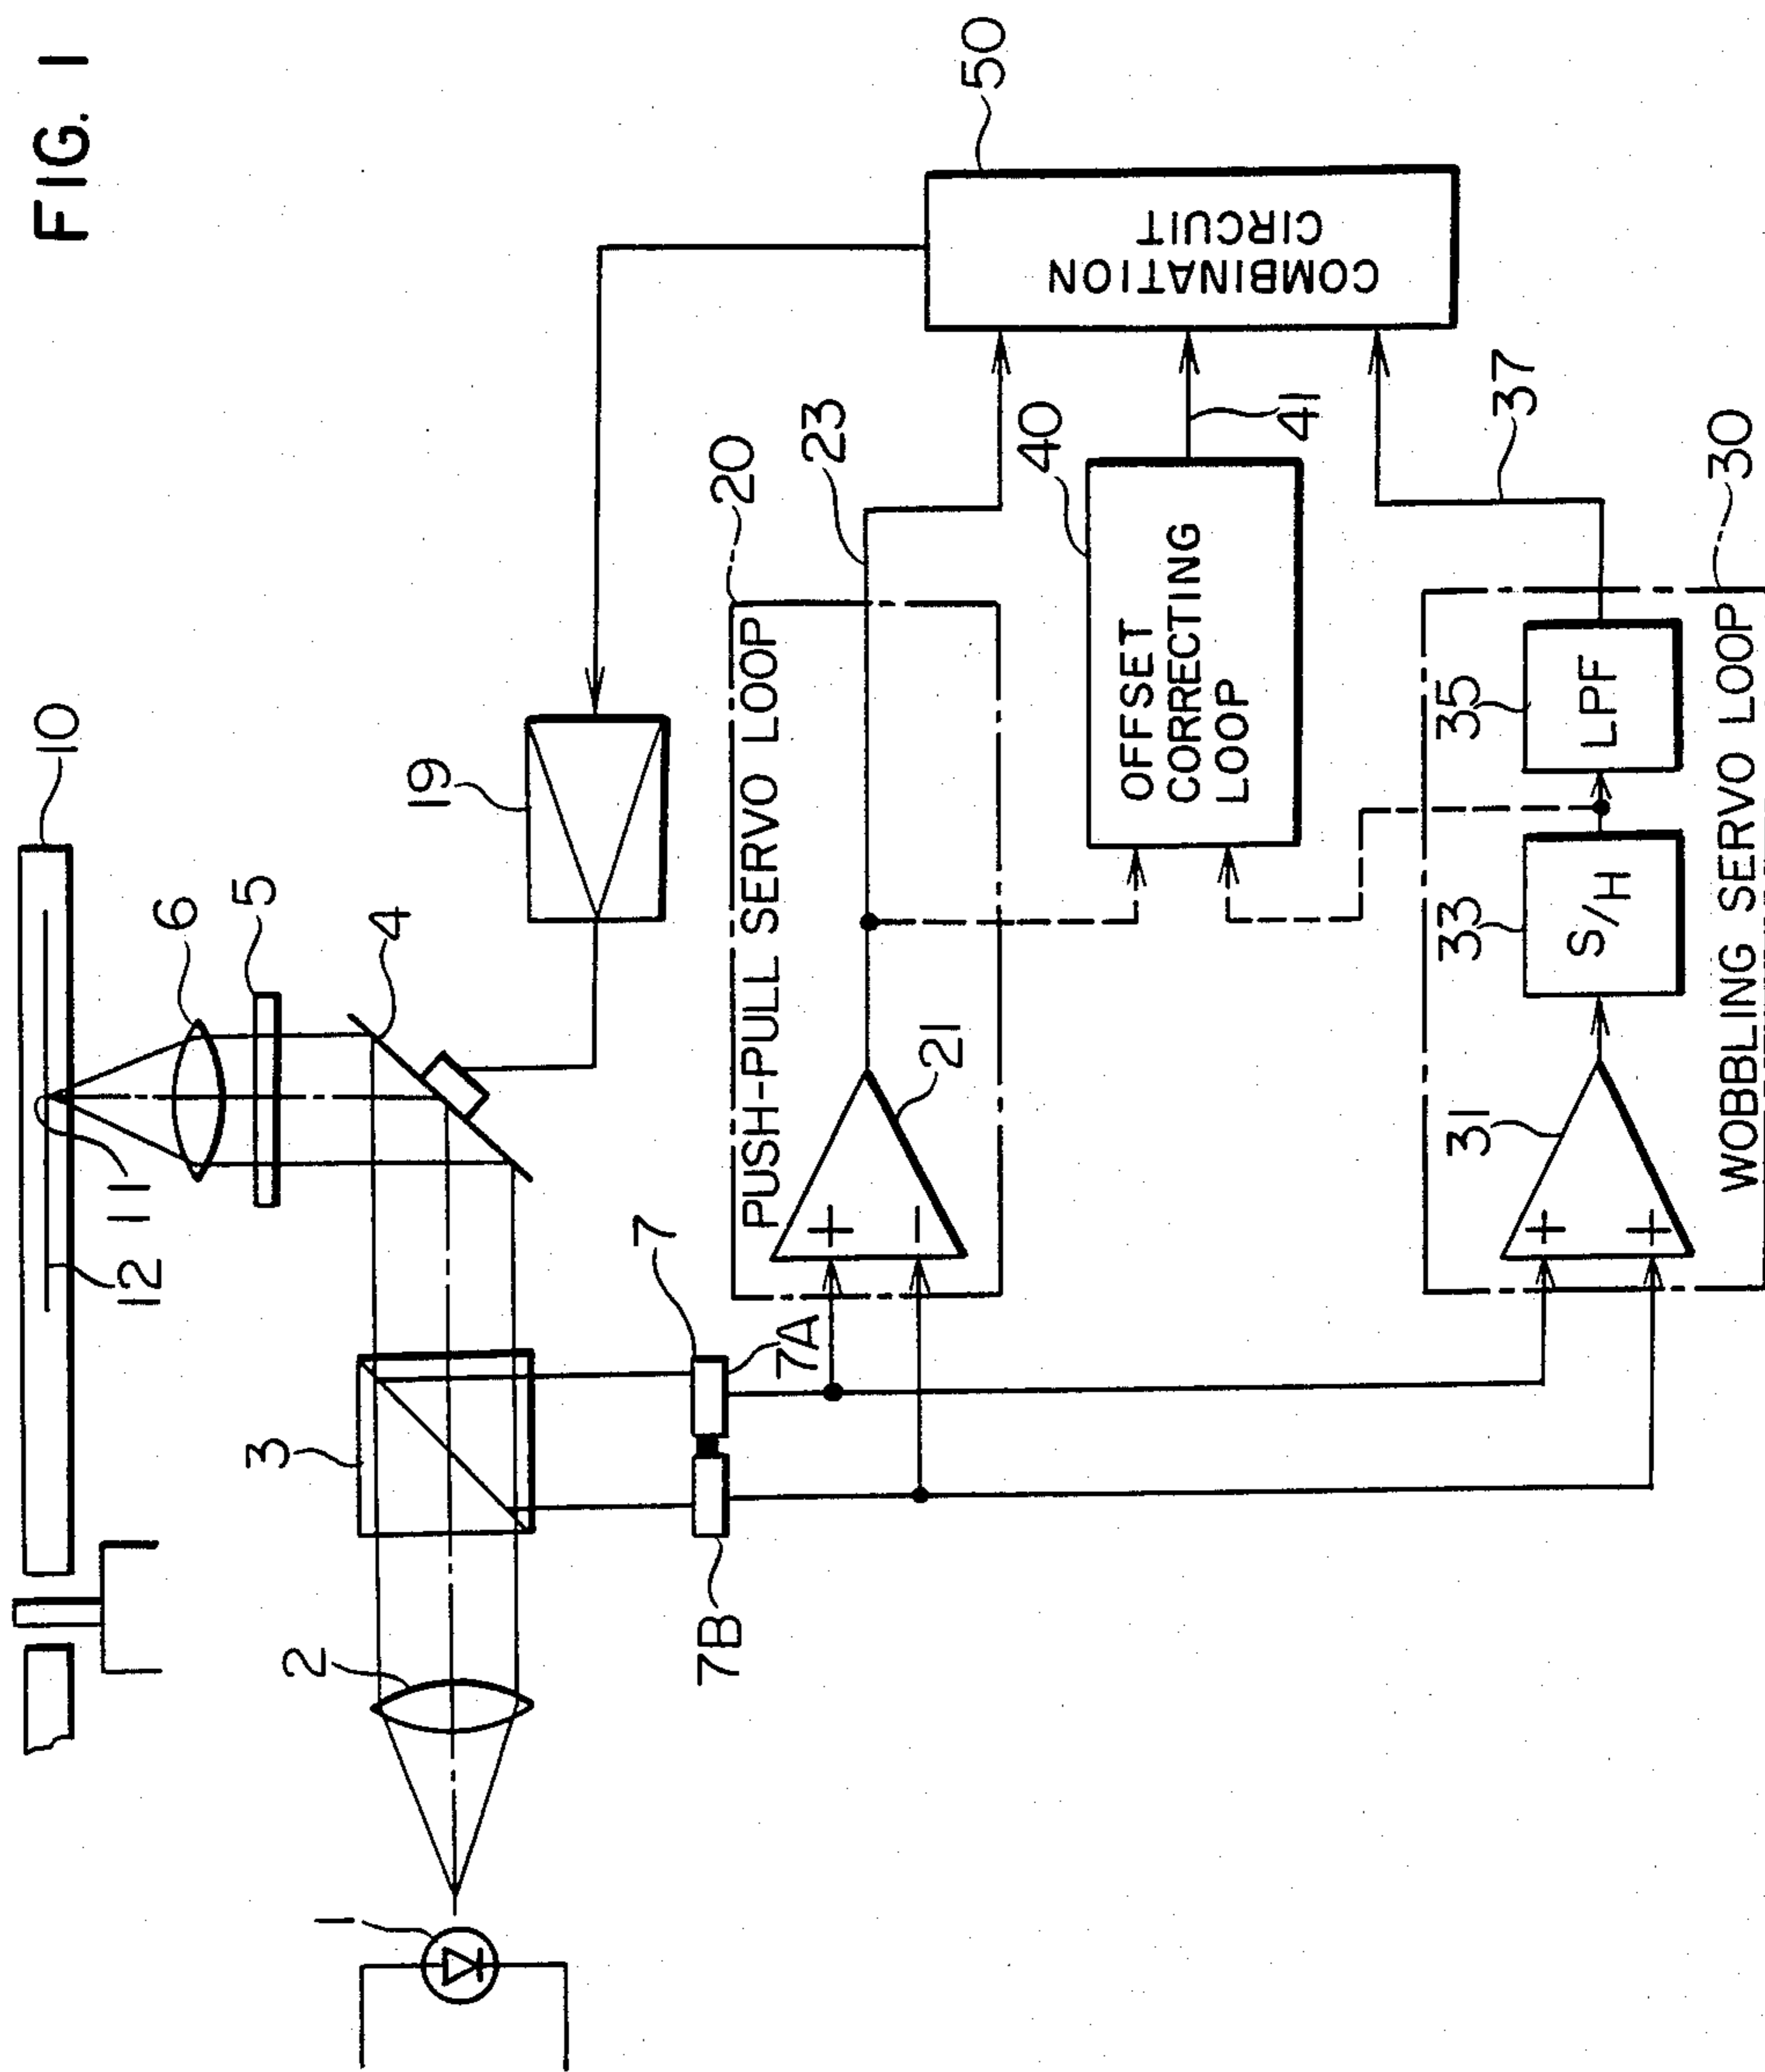 FIG. 1
10
11
12
6
5
4
3
2
1
19
7
7A
7B
20
PUSH-PULL SERVO LOOP
+
-
21
23
40
OFFSET
CORRECTING
LOOP
41
50
COMBINATION
CIRCUIT
37
30
WOBBLING SERVO LOOP
+
+
31
33
S/H
35
LPF